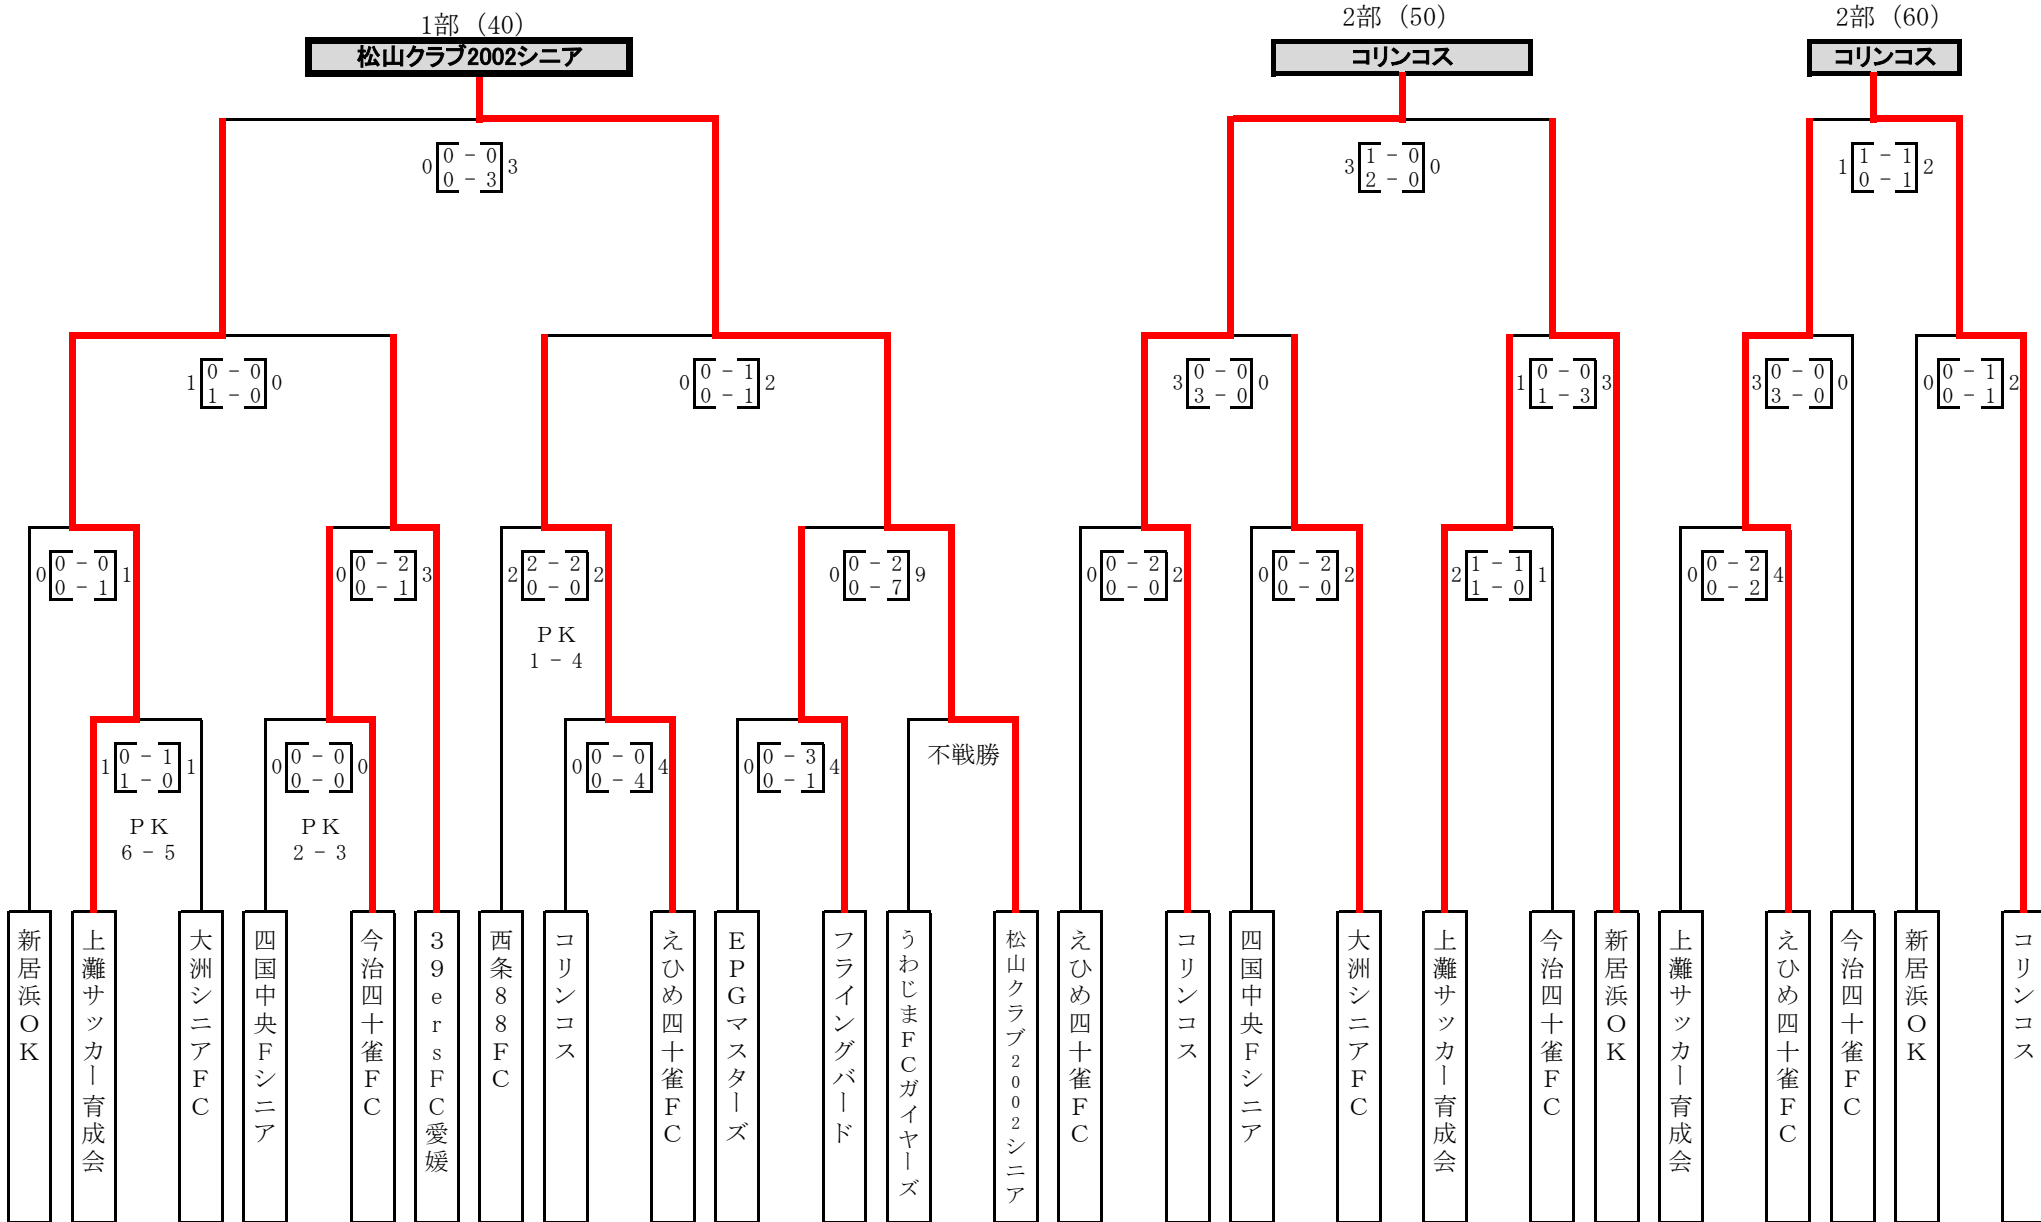 1部（40）
2部（50）
2部（60）
松山クラブ2002シニア
コリンコス
コリンコス
0 0 - 0 3
0 - 3
3 1 - 0 0
2 - 0
1 1 - 1 2
0 - 1
1 0 - 0 0
1 - 0
0 0 - 1 2
0 - 1
3 0 - 0 0
3 - 0
1 0 - 0 3
1 - 3
3 0 - 0 0
3 - 0
0 0 - 1 2
0 - 1
0 0 - 0 1
0 - 1
0 0 - 2 3
0 - 1
2 2 - 2 2
0 - 0
ＰＫ
1 - 4
0 0 - 2 9
0 - 7
0 0 - 2 2
0 - 0
0 0 - 2 2
0 - 0
2 1 - 1 1
1 - 0
0 0 - 2 4
0 - 2
1 0 - 1 1
1 - 0
ＰＫ
6 - 5
0 0 - 0 0
0 - 0
ＰＫ
2 - 3
0 0 - 0 4
0 - 4
0 0 - 3 4
0 - 1
不戦勝
新居浜ＯＫ
上灘サッカー育成会
大洲シニアＦＣ
四国中央Ｆシニア
今治四十雀ＦＣ
３９ｅｒｓＦＣ愛媛
西条８８ＦＣ
コリンコス
えひめ四十雀ＦＣ
ＥＰＧマスターズ
フライングバード
うわじまＦＣガイヤーズ
松山クラブ２００２シニア
えひめ四十雀ＦＣ
コリンコス
四国中央Ｆシニア
大洲シニアＦＣ
上灘サッカー育成会
今治四十雀ＦＣ
新居浜ＯＫ
上灘サッカー育成会
えひめ四十雀ＦＣ
今治四十雀ＦＣ
新居浜ＯＫ
コリンコス